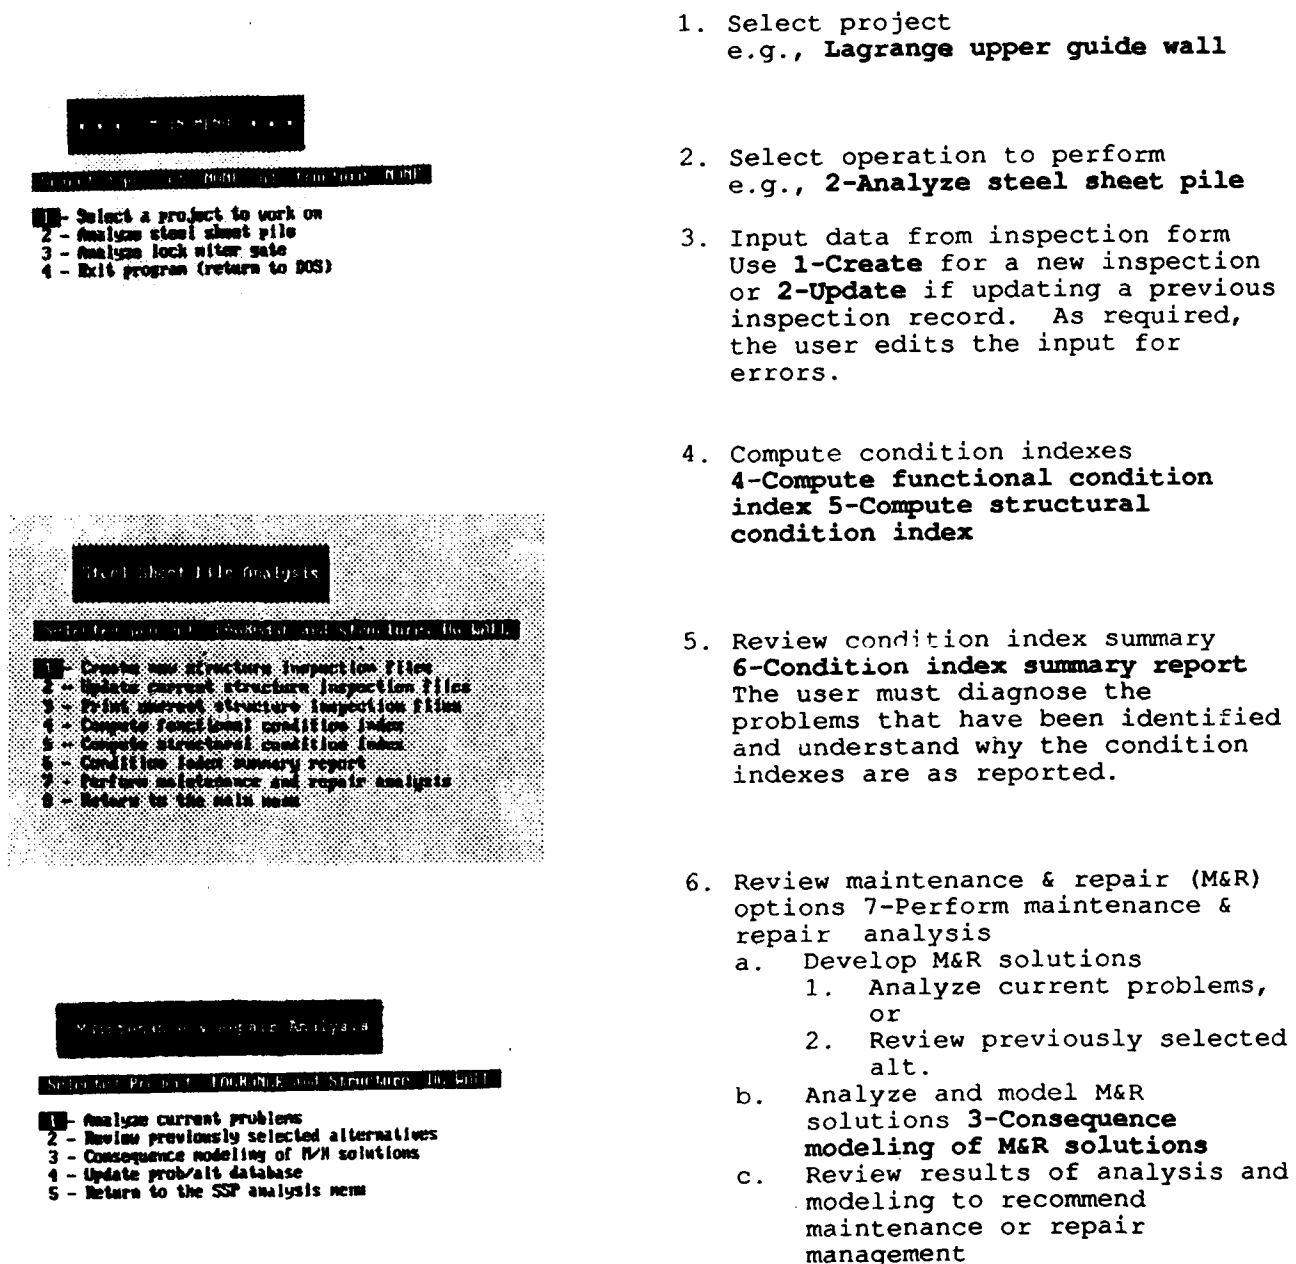 * * * MAIN MENU * * *
1 - Select a project to work on
2 - Analyze steel sheet pile
3 - Analyze lock miter gate
4 - Exit program (return to DOS)
Steel Sheet Pile Analysis
1 - Create new structure inspection files
2 - Update current structure inspection files
3 - Print current structure inspection files
4 - Compute functional condition index
5 - Compute structural condition index
6 - Condition index summary report
7 - Perform maintenance and repair analysis
8 - Return to the main menu
Maintenance & Repair Analysis
Selected Project: LAGRANGE and Structure: UG WALL
1 - Analyze current problems
2 - Review previously selected alternatives
3 - Consequence modeling of M/R solutions
4 - Update prob/alt database
5 - Return to the SSP analysis menu
1. Select project
e.g., Lagrange upper guide wall
2. Select operation to perform
e.g., 2-Analyze steel sheet pile
3. Input data from inspection form
Use 1-Create for a new inspection
or 2-Update if updating a previous
inspection record. As required,
the user edits the input for
errors.
4. Compute condition indexes
4-Compute functional condition
index 5-Compute structural
condition index
5. Review condition index summary
6-Condition index summary report
The user must diagnose the
problems that have been identified
and understand why the condition
indexes are as reported.
6. Review maintenance & repair (M&R)
options 7-Perform maintenance &
repair analysis
a. Develop M&R solutions
1. Analyze current problems,
or
2. Review previously selected
alt.
b. Analyze and model M&R
solutions 3-Consequence
modeling of M&R solutions
c. Review results of analysis and
modeling to recommend
maintenance or repair
management